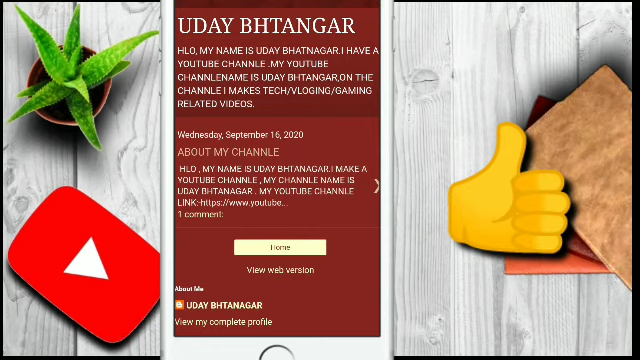 UDAY BHTANGAR
HLO, MY NAME IS UDAY BHATNAGAR.I HAVE A
YOUTUBE CHANNLE .MY YOUTUBE
CHANNLENAME IS UDAY BHTANGAR,ON THE
CHANNLE I MAKES TECH/VLOGING/GAMING
RELATED VIDEOS.
Wednesday, September 16, 2020
ABOUT MY CHANNLE
HLO , MY NAME IS UDAY BHTANGAR.I MAKE A
YOUTUBE CHANNLE , MY CHANNLE NAME IS
UDAY BHTANAGAR . MY YOUTUBE CHANNLE
LINK:-https://www.youtube...
1 comment:
Home
View web version
About Me
UDAY BHTANAGAR
View my complete profile